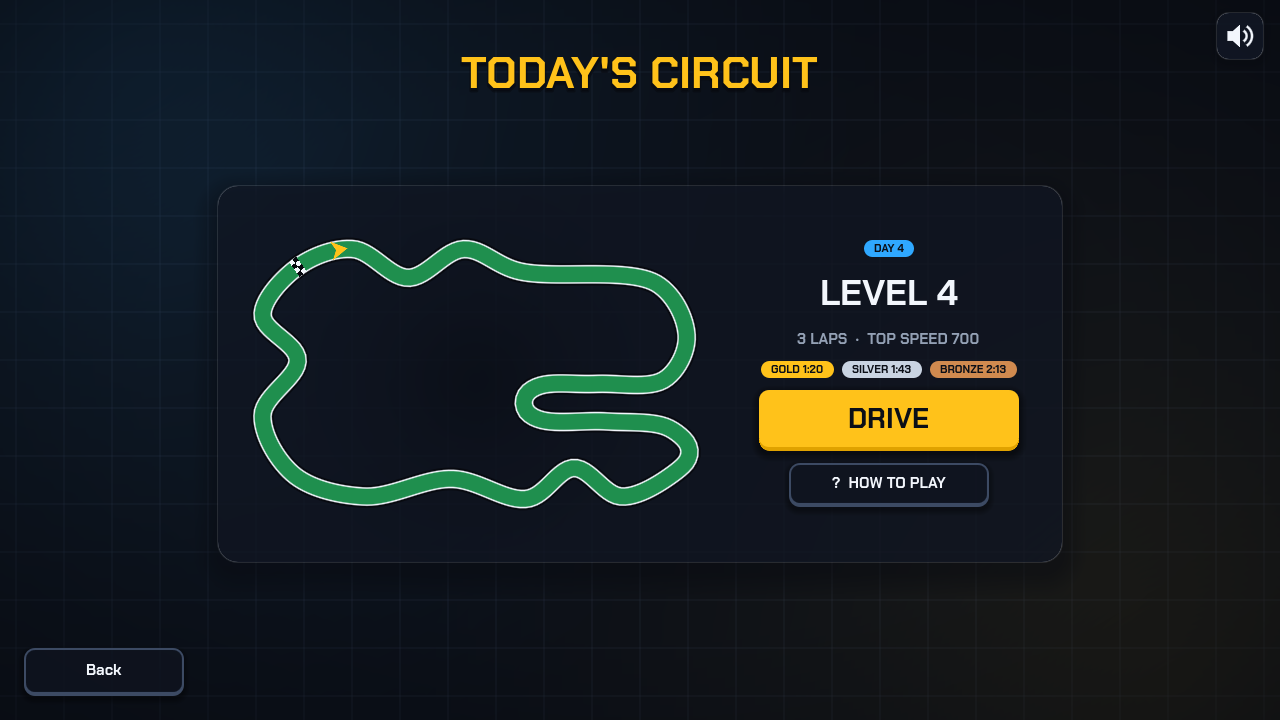 TODAY'S CIRCUIT
DAY 4
LEVEL 4
3 LAPS · TOP SPEED 700
GOLD 1:20 SILVER 1:43 BRONZE 2:13
DRIVE
? HOW TO PLAY
Back